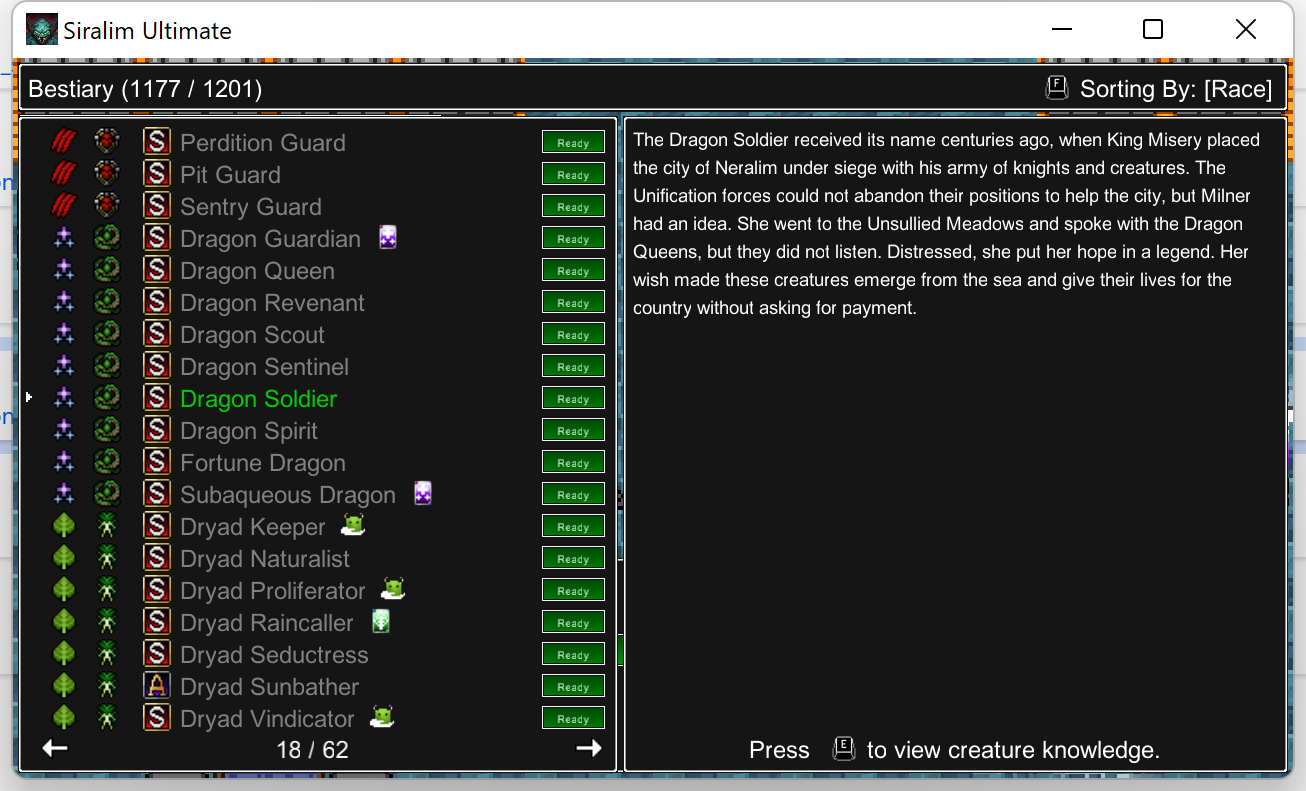 Siralim Ultimate
Bestiary (1177 / 1201)
F Sorting By: [Race]
S Perdition Guard Ready
S Pit Guard Ready
S Sentry Guard Ready
S Dragon Guardian Ready
S Dragon Queen Ready
S Dragon Revenant Ready
S Dragon Scout Ready
S Dragon Sentinel Ready
S Dragon Soldier Ready
S Dragon Spirit Ready
S Fortune Dragon Ready
S Subaqueous Dragon Ready
S Dryad Keeper Ready
S Dryad Naturalist Ready
S Dryad Proliferator Ready
S Dryad Raincaller Ready
S Dryad Seductress Ready
A Dryad Sunbather Ready
S Dryad Vindicator Ready
18 / 62
The Dragon Soldier received its name centuries ago, when King Misery placed
the city of Neralim under siege with his army of knights and creatures. The
Unification forces could not abandon their positions to help the city, but Milner
had an idea. She went to the Unsullied Meadows and spoke with the Dragon
Queens, but they did not listen. Distressed, she put her hope in a legend. Her
wish made these creatures emerge from the sea and give their lives for the
country without asking for payment.
Press E to view creature knowledge.